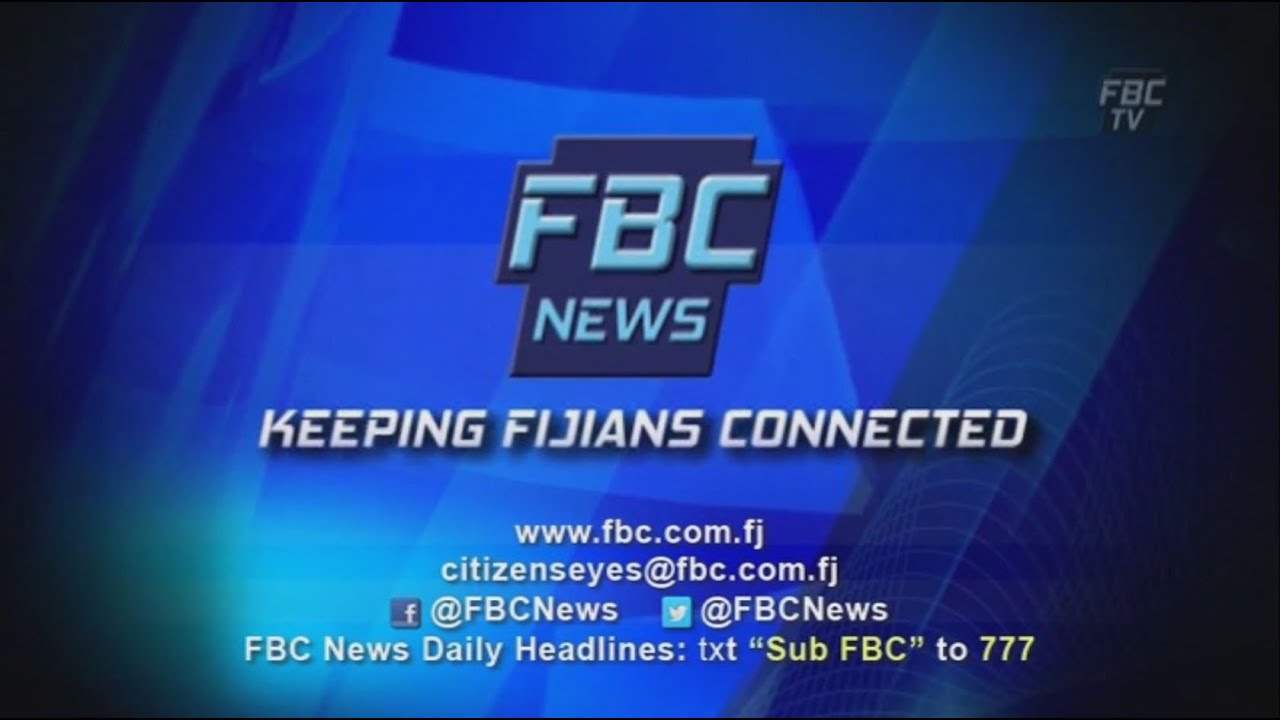 FBC
TV
FBC
NEWS
KEEPING FIJIANS CONNECTED
www.fbc.com.fj
citizenseyes@fbc.com.fj
f @FBCNews @FBCNews
FBC News Daily Headlines: txt “Sub FBC” to 777